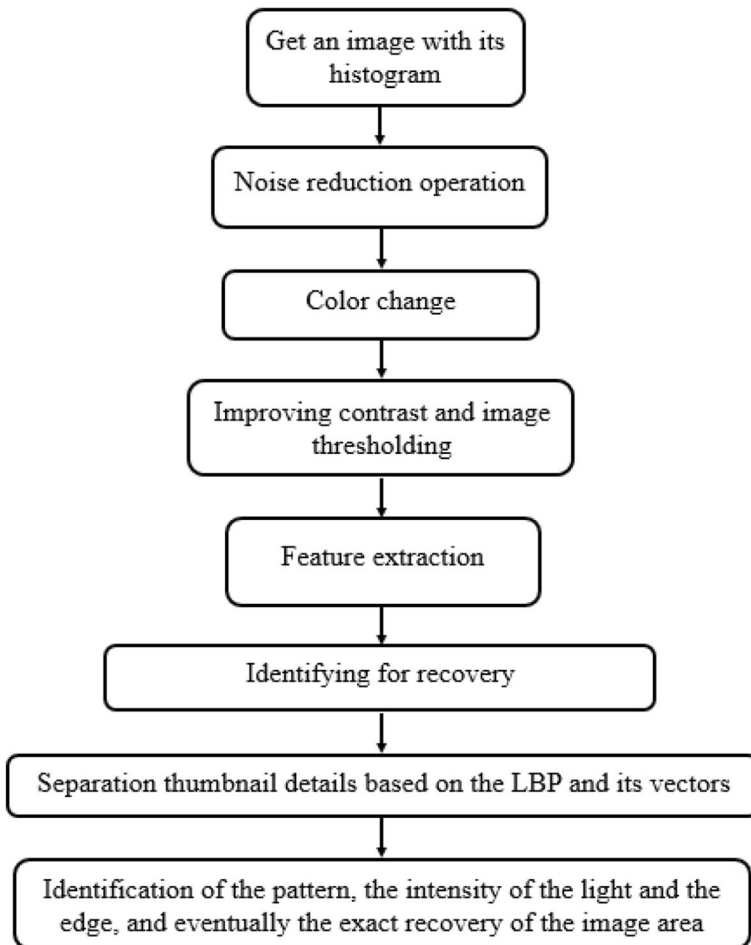 Get an image with its
histogram
Noise reduction operation
Color change
Improving contrast and image
thresholding
Feature extraction
Identifying for recovery
Separation thumbnail details based on the LBP and its vectors
Identification of the pattern, the intensity of the light and the
edge, and eventually the exact recovery of the image area